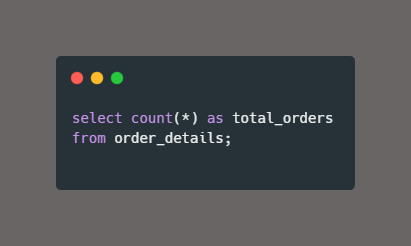 select count(*) as total_orders
from order_details;